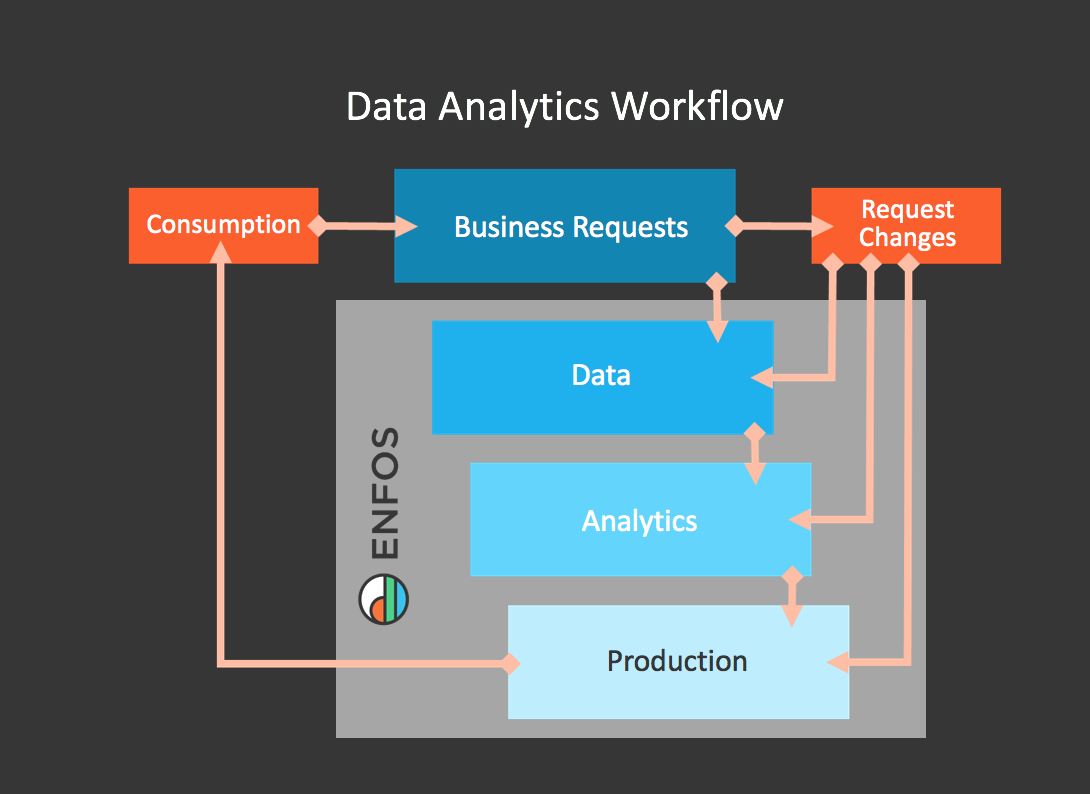 Data Analytics Workflow
Consumption
Business Requests
Request
Changes
Data
Analytics
Production
ENFOS